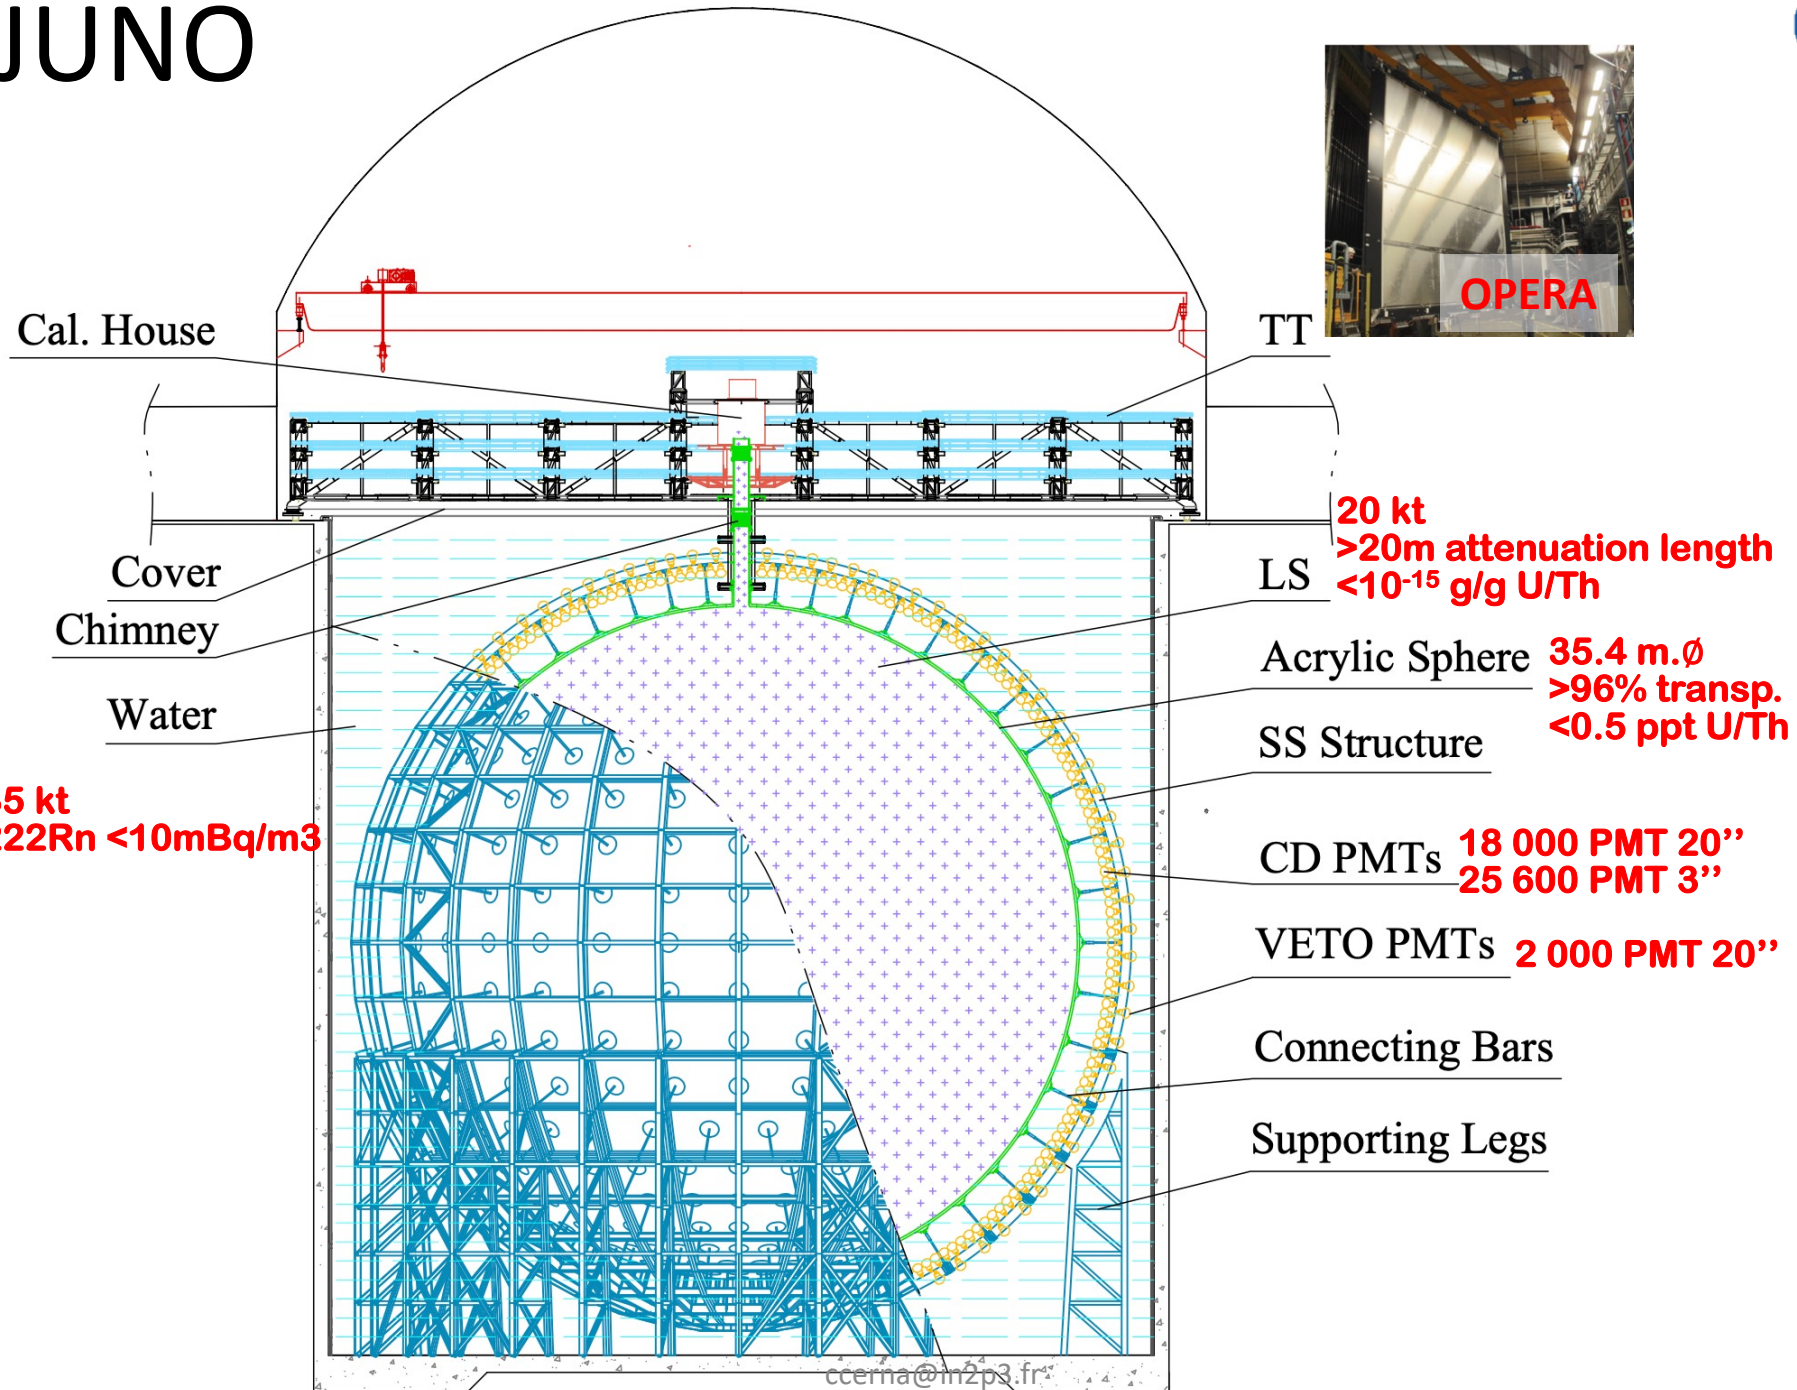 JUNO
OPERA
Cal. House
TT
20 kt
>20m attenuation length
LS
<10⁻¹⁵ g/g U/Th
Cover
Chimney
Acrylic Sphere
35.4 m.Ø
>96% transp.
<0.5 ppt U/Th
Water
SS Structure
5 kt
22Rn <10mBq/m3
CD PMTs
18 000 PMT 20’’
25 600 PMT 3’’
VETO PMTs
2 000 PMT 20’’
Connecting Bars
Supporting Legs
ccerna@in2p3.fr